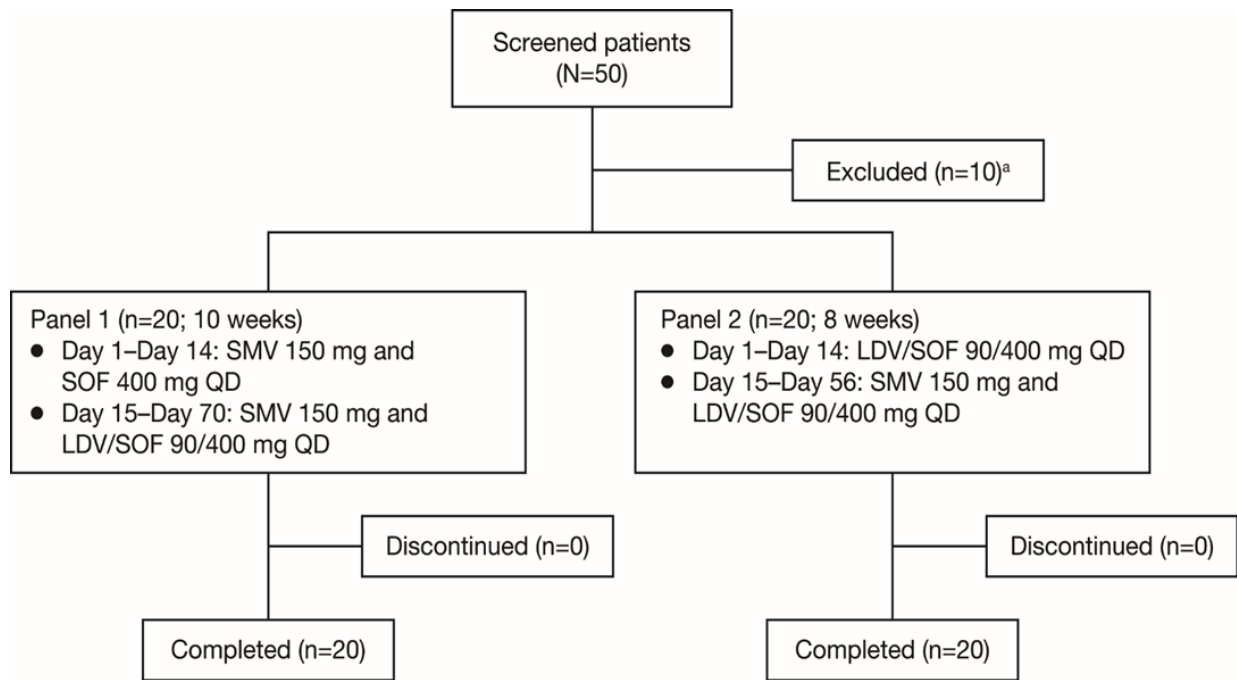 Screened patients
(N=50)
Excluded (n=10)ᵃ
Panel 1 (n=20; 10 weeks)
● Day 1–Day 14: SMV 150 mg and
SOF 400 mg QD
● Day 15–Day 70: SMV 150 mg and
LDV/SOF 90/400 mg QD
Panel 2 (n=20; 8 weeks)
● Day 1–Day 14: LDV/SOF 90/400 mg QD
● Day 15–Day 56: SMV 150 mg and
LDV/SOF 90/400 mg QD
Discontinued (n=0)
Discontinued (n=0)
Completed (n=20)
Completed (n=20)